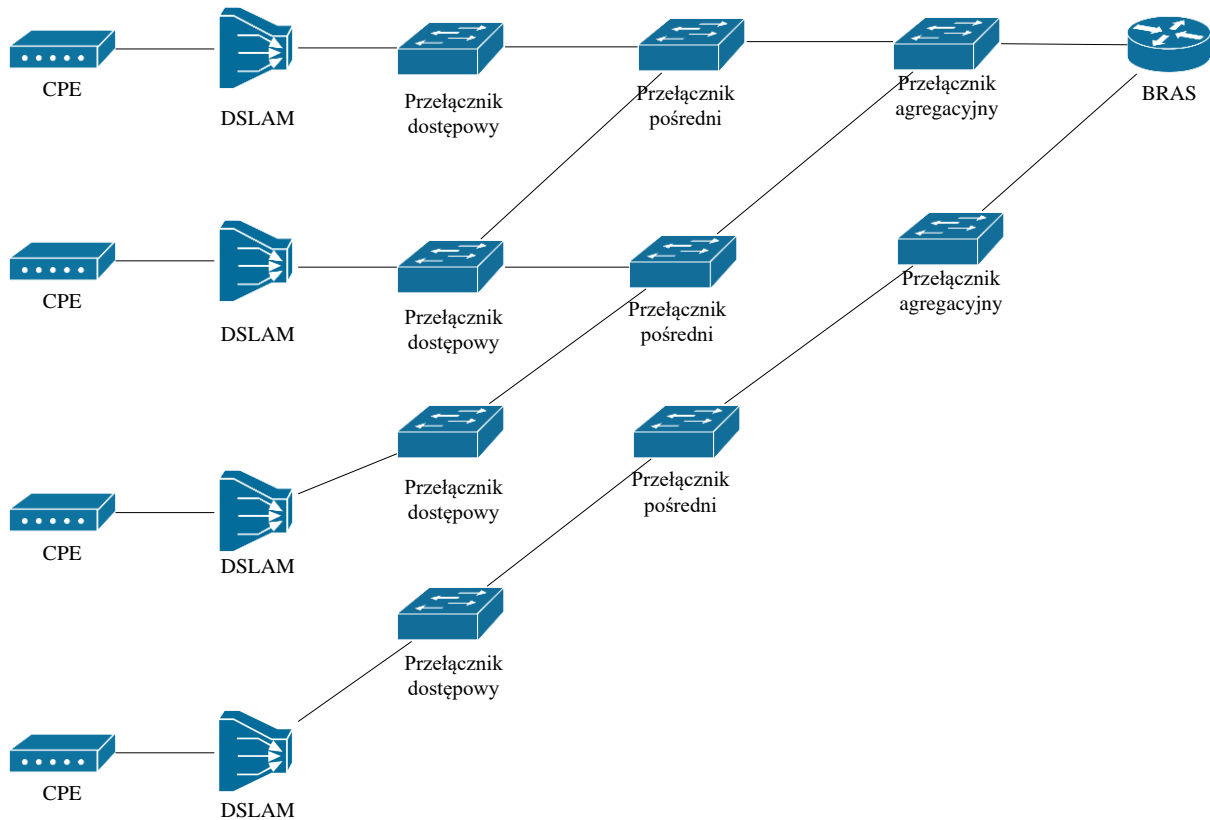 CPE
DSLAM
Przełącznik
dostępowy
Przełącznik
pośredni
Przełącznik
agregacyjny
BRAS
CPE
DSLAM
Przełącznik
dostępowy
Przełącznik
pośredni
Przełącznik
agregacyjny
CPE
DSLAM
Przełącznik
dostępowy
Przełącznik
pośredni
CPE
DSLAM
Przełącznik
dostępowy